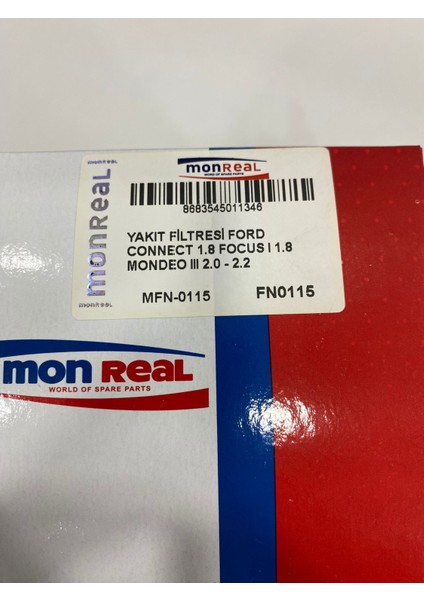 monReaL
monReaL
WORLD OF SPARE PARTS
monReaL
8683545011346
YAKIT FİLTRESİ FORD
CONNECT 1.8 FOCUS I 1.8
MONDEO III 2.0 - 2.2
MFN-0115 FN0115
monReaL
mon ReaL
WORLD OF SPARE PARTS